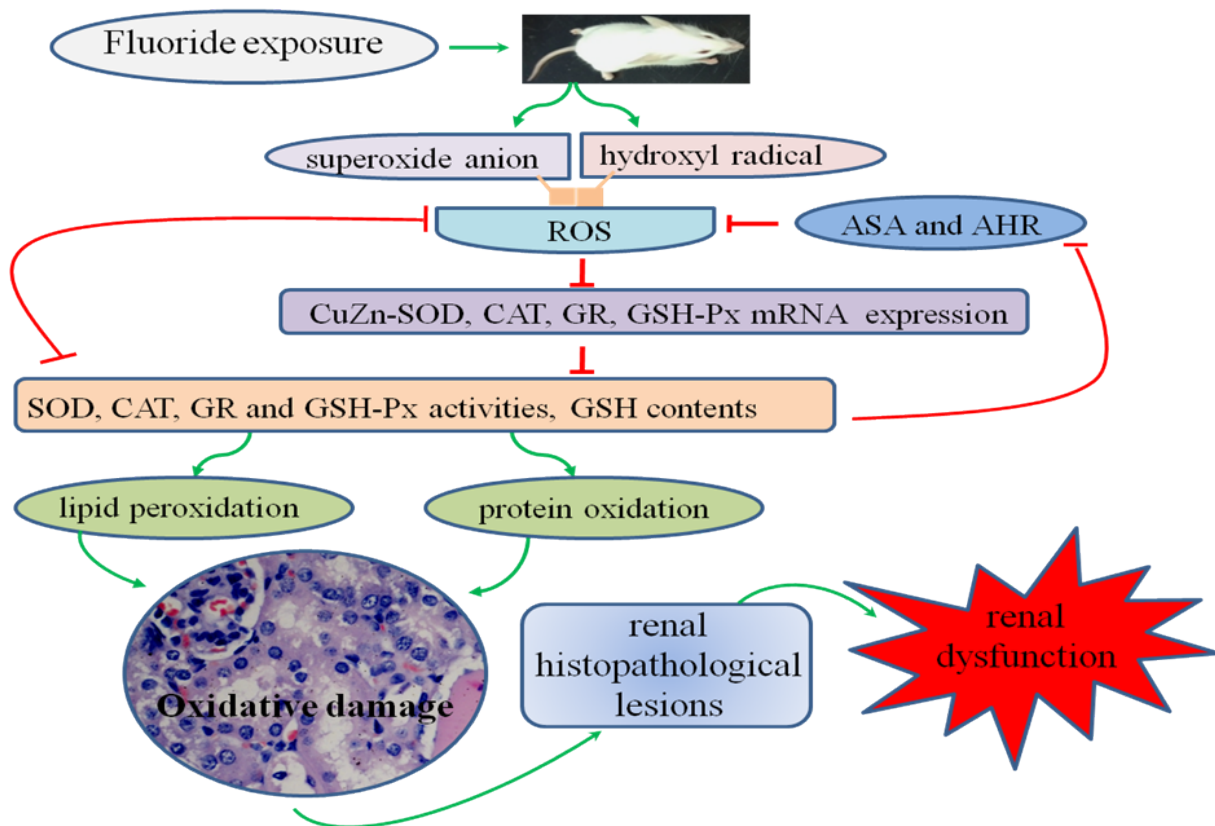 Fluoride exposure
superoxide anion
hydroxyl radical
ROS
ASA and AHR
CuZn-SOD, CAT, GR, GSH-Px mRNA expression
SOD, CAT, GR and GSH-Px activities, GSH contents
lipid peroxidation
protein oxidation
Oxidative damage
renal
histopathological
lesions
renal
dysfunction